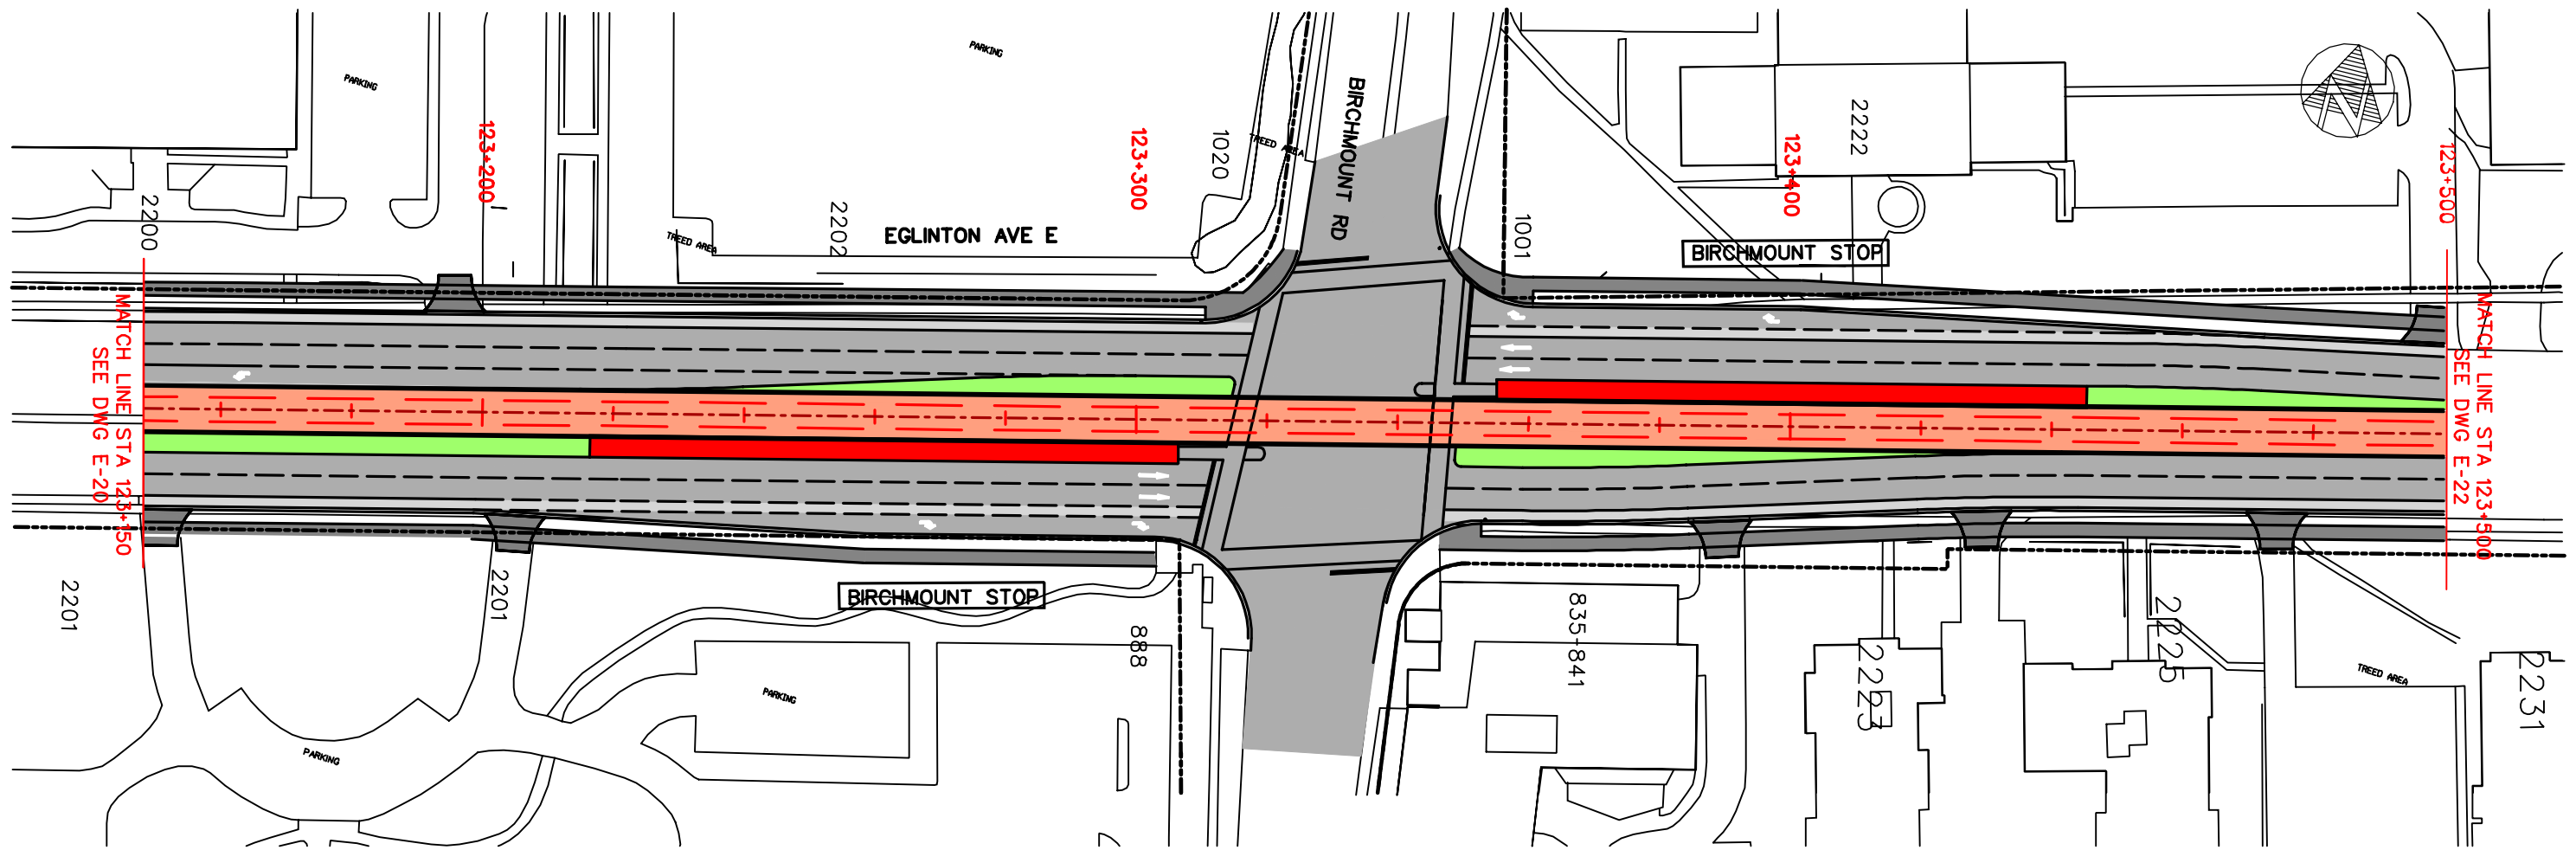 PARKING
PARKING
BIRCHMOUNT RD
2222
N
123+200
123+300
1020
TREED AREA
123+400
123+500
2200
2202
TREED AREA
EGLINTON AVE E
1001
BIRCHMOUNT STOP
MATCH LINE STA 123+150
SEE DWG E-20
MATCH LINE STA 123+500
SEE DWG E-22
2201
2201
BIRCHMOUNT STOP
888
835-841
2223
2225
TREED AREA
2231
PARKING
PARKING